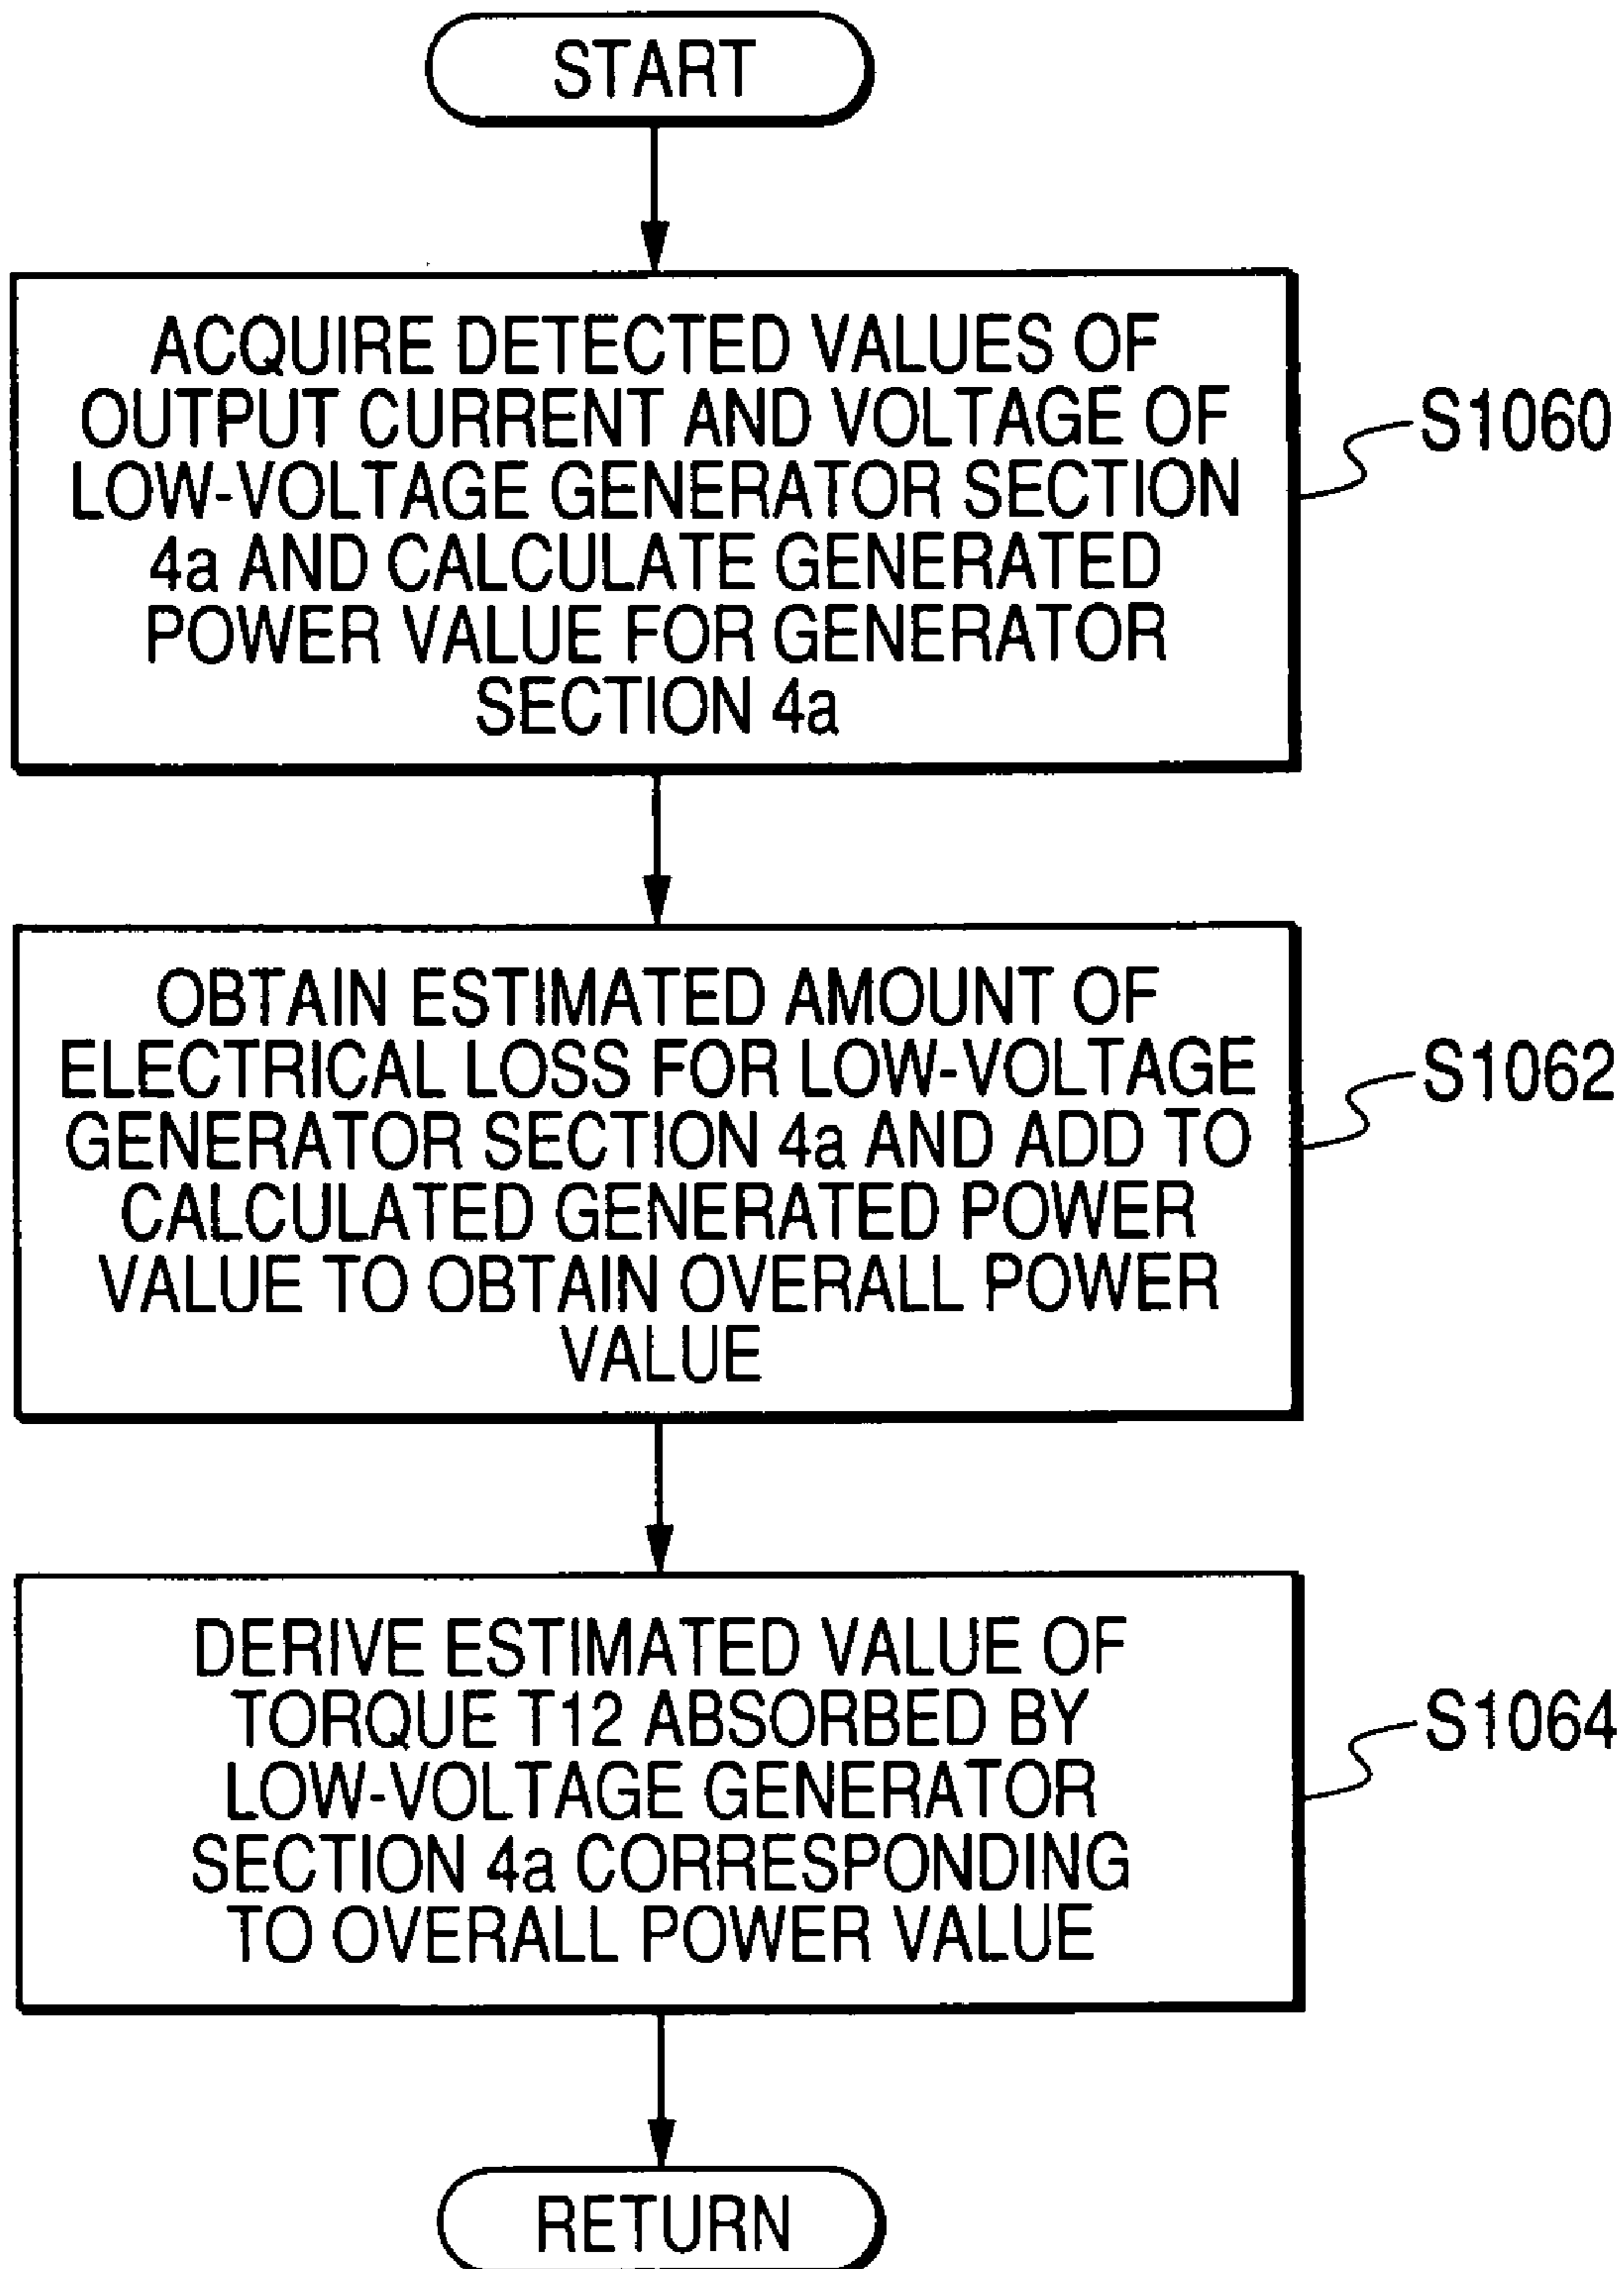 START
ACQUIRE DETECTED VALUES OF
OUTPUT CURRENT AND VOLTAGE OF
LOW-VOLTAGE GENERATOR SECTION
4a AND CALCULATE GENERATED
POWER VALUE FOR GENERATOR
SECTION 4a
S1060
OBTAIN ESTIMATED AMOUNT OF
ELECTRICAL LOSS FOR LOW-VOLTAGE
GENERATOR SECTION 4a AND ADD TO
CALCULATED GENERATED POWER
VALUE TO OBTAIN OVERALL POWER
VALUE
S1062
DERIVE ESTIMATED VALUE OF
TORQUE T12 ABSORBED BY
LOW-VOLTAGE GENERATOR
SECTION 4a CORRESPONDING
TO OVERALL POWER VALUE
S1064
RETURN